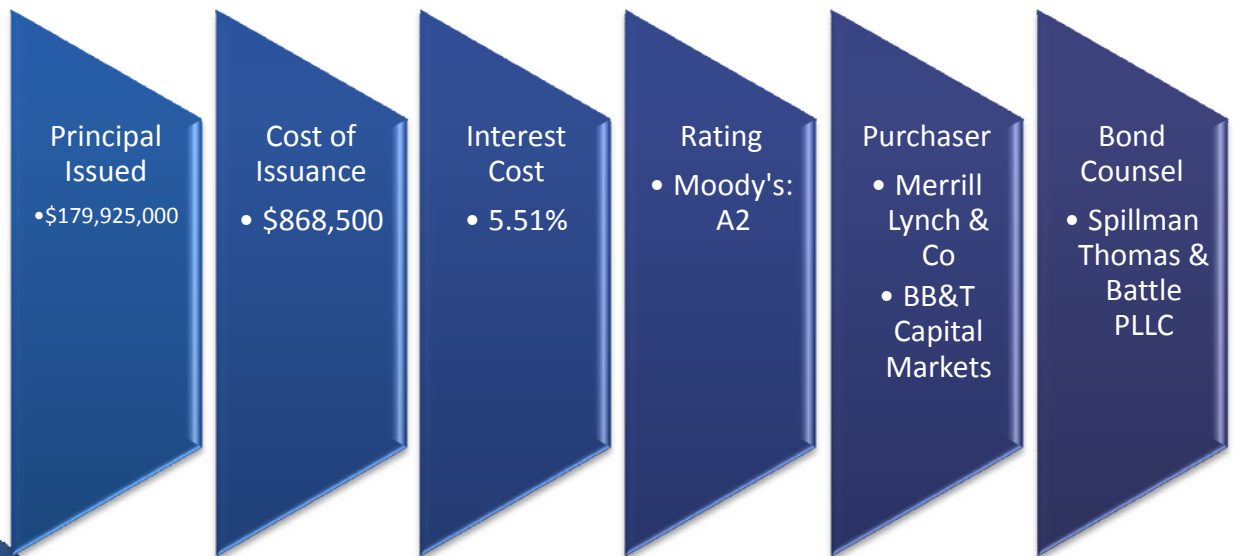 Principal
Issued
•$179,925,000
Cost of
Issuance
• $868,500
Interest
Cost
• 5.51%
Rating
• Moody's:
A2
Purchaser
• Merrill
Lynch &
Co
• BB&T
Capital
Markets
Bond
Counsel
• Spillman
Thomas &
Battle
PLLC